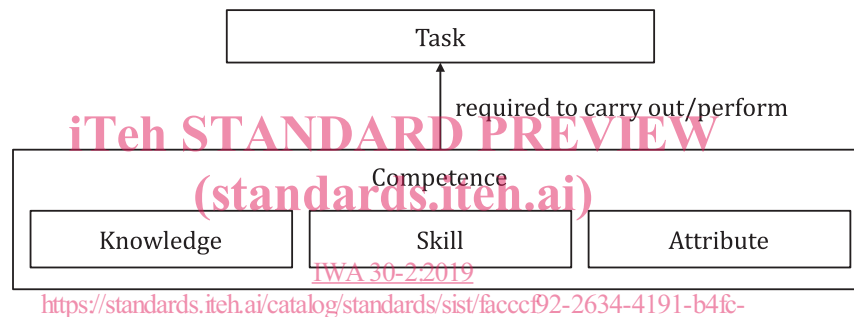 Task
required to carry out/perform
iTeh STANDARD PREVIEW
Competence
(standards.iteh.ai)
Knowledge Skill Attribute
IWA 30-2:2019
https://standards.iteh.ai/catalog/standards/sist/facccf92-2634-4191-b4fc-